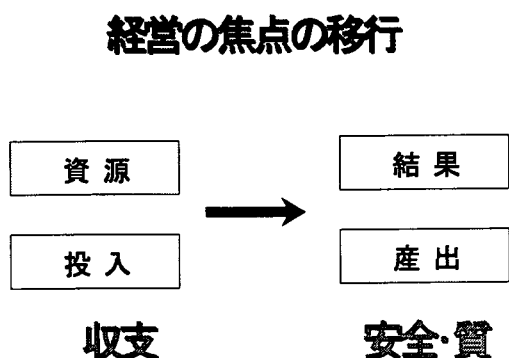 経営の焦点の移行
資源
結果
投入
産出
収支
安全・質